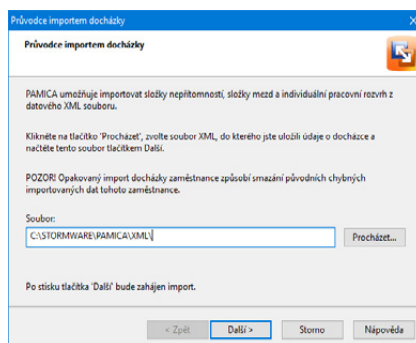 Průvodce importem docházky
Průvodce importem docházky
PAMICA umožňuje importovat složky nepřítomností, složky mezd a individuální pracovní rozvrh z
datového XML souboru.
Klikněte na tlačítko 'Procházet', zvolte soubor XML, do kterého jste uložili údaje o docházce a
načtěte tento soubor tlačítkem Další.
POZOR! Opakovaný import docházky zaměstnance způsobí smazání původních chybných
importovaných dat tohoto zaměstnance.
Soubor:
C:\STORMWARE\PAMICA\XML\
Procházet...
Po stisku tlačítka 'Další' bude zahájen import.
< Zpět Další > Storno Nápověda